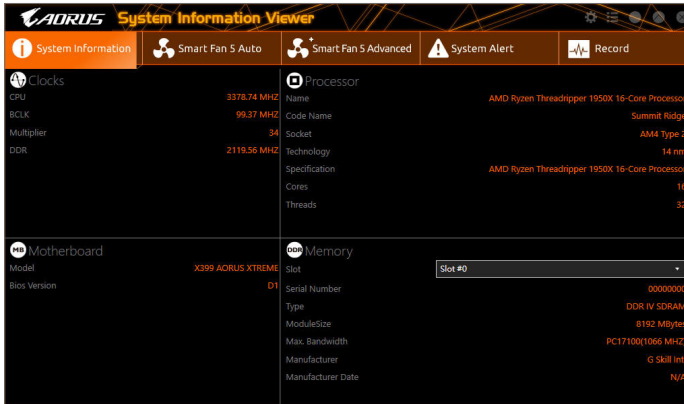 AORUS System Information Viewer
System Information
Smart Fan 5 Auto
Smart Fan 5 Advanced
System Alert
Record
Clocks
CPU 3378.74 MHZ
BCLK 99.37 MHZ
Multiplier 34
DDR 2119.56 MHZ
Processor
Name AMD Ryzen Threadripper 1950X 16-Core Processor
Code Name Summit Ridge
Socket AM4 Type 2
Technology 14 nm
Specification AMD Ryzen Threadripper 1950X 16-Core Processor
Cores 16
Threads 32
MB Motherboard
Model X399 AORUS XTREME
Bios Version D1
DDR Memory
Slot Slot #0
Serial Number 00000000
Type DDR IV SDRAM
ModuleSize 8192 MBytes
Max. Bandwidth PC17100(1066 MHZ)
Manufacturer G Skill Intl
Manufacturer Date N/A